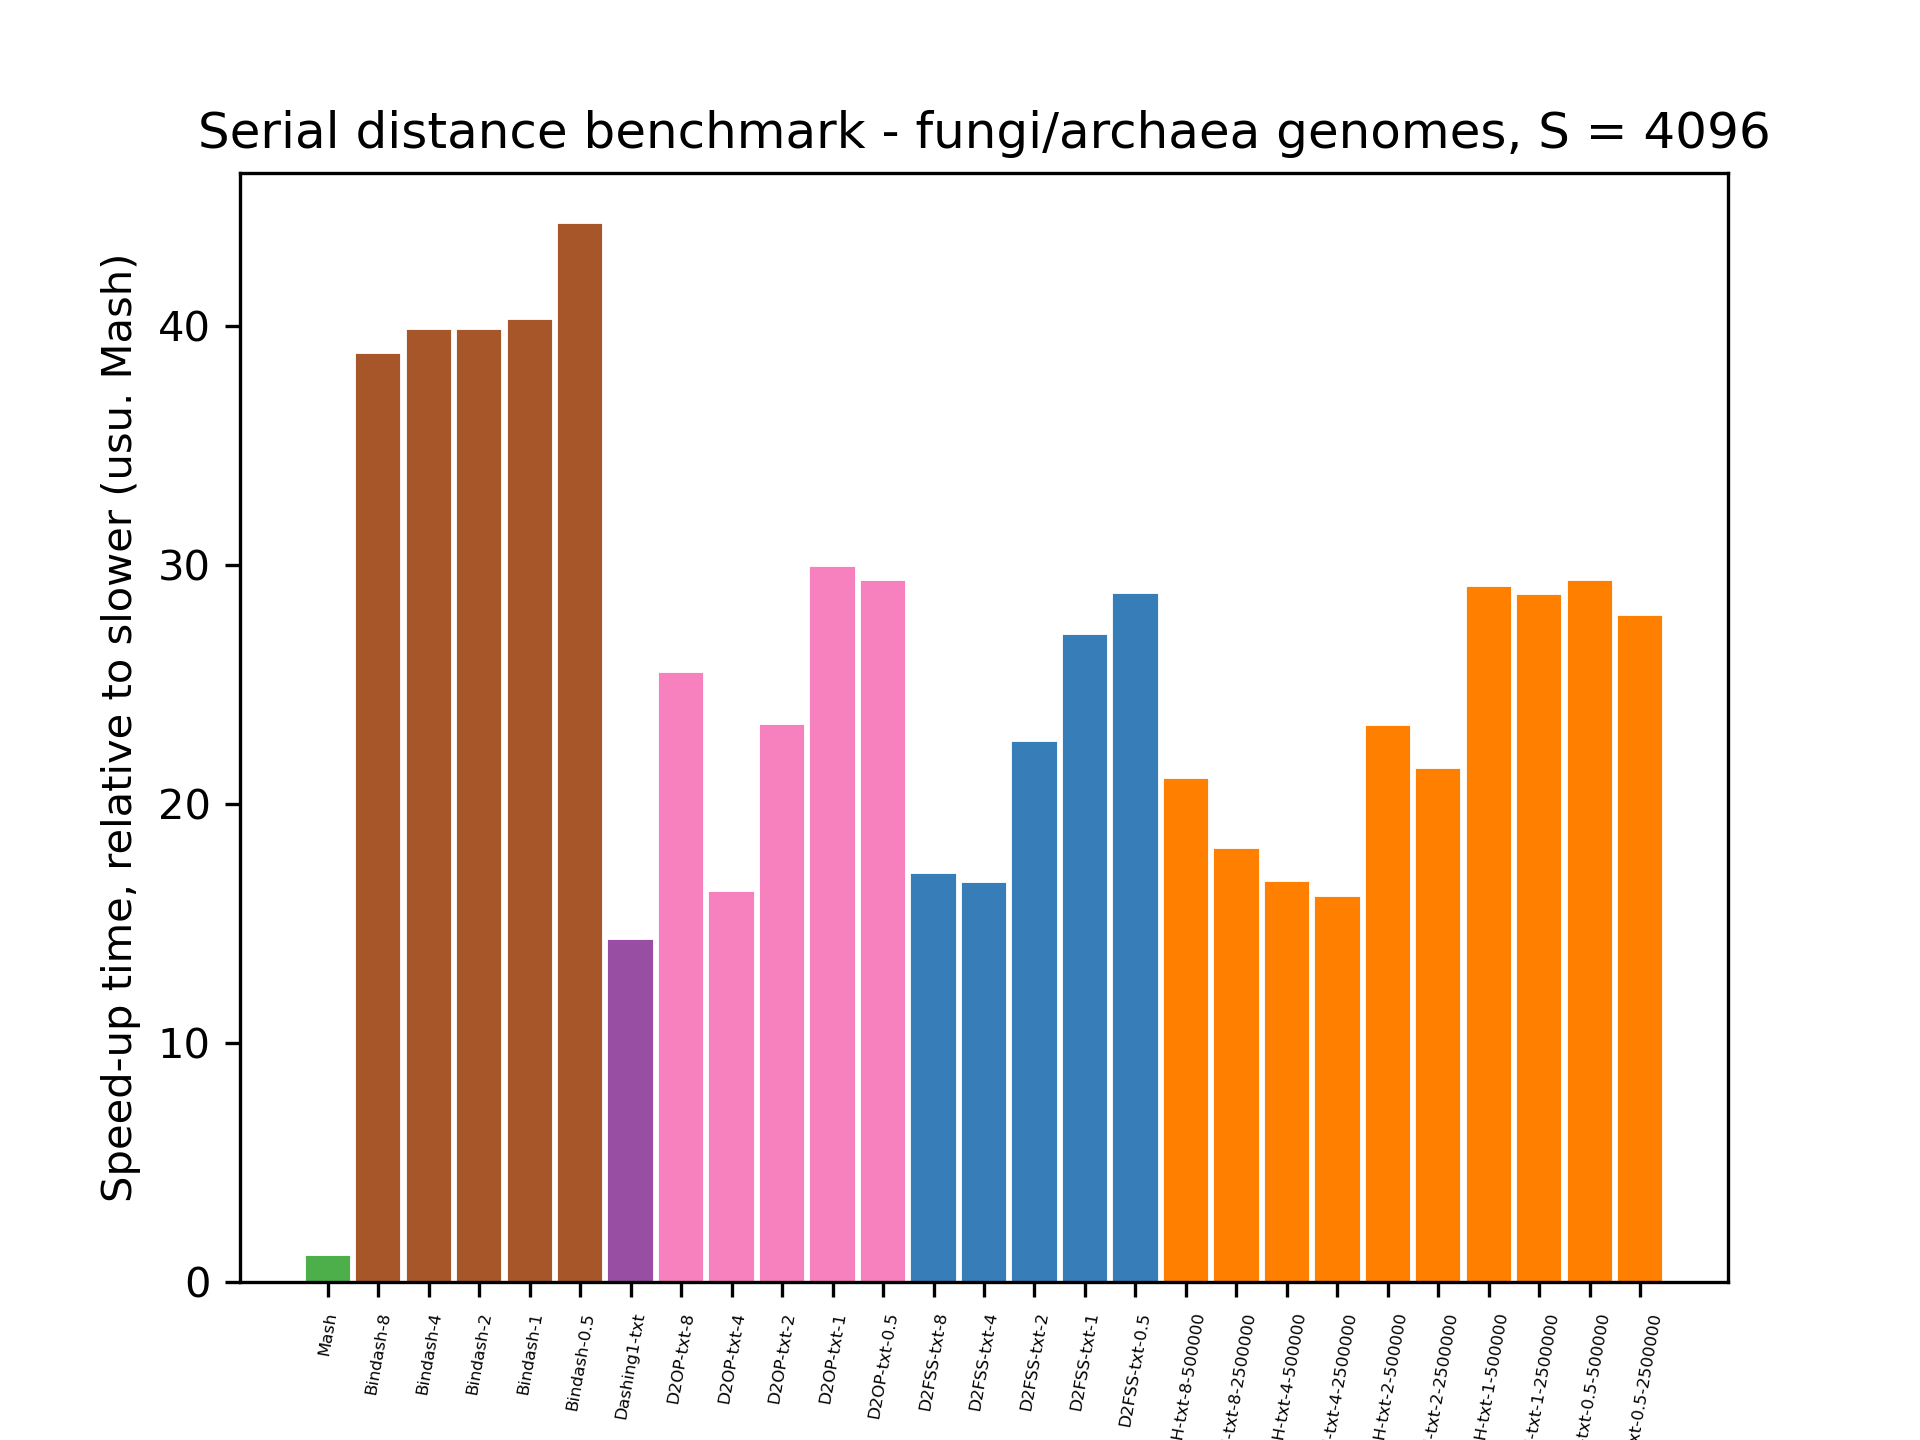 Serial distance benchmark - fungi/archaea genomes, S = 4096
Speed-up time, relative to slower (usu. Mash)
40
30
20
10
0
Mash
Bindash-8
Bindash-4
Bindash-2
Bindash-1
Bindash-0.5
Dashing1-txt
D2OP-txt-8
D2OP-txt-4
D2OP-txt-2
D2OP-txt-1
D2OP-txt-0.5
D2FSS-txt-8
D2FSS-txt-4
D2FSS-txt-2
D2FSS-txt-1
D2FSS-txt-0.5
H-txt-8-500000
-txt-8-2500000
H-txt-4-500000
-txt-4-2500000
H-txt-2-500000
-txt-2-2500000
H-txt-1-500000
-txt-1-2500000
txt-0.5-500000
xt-0.5-2500000